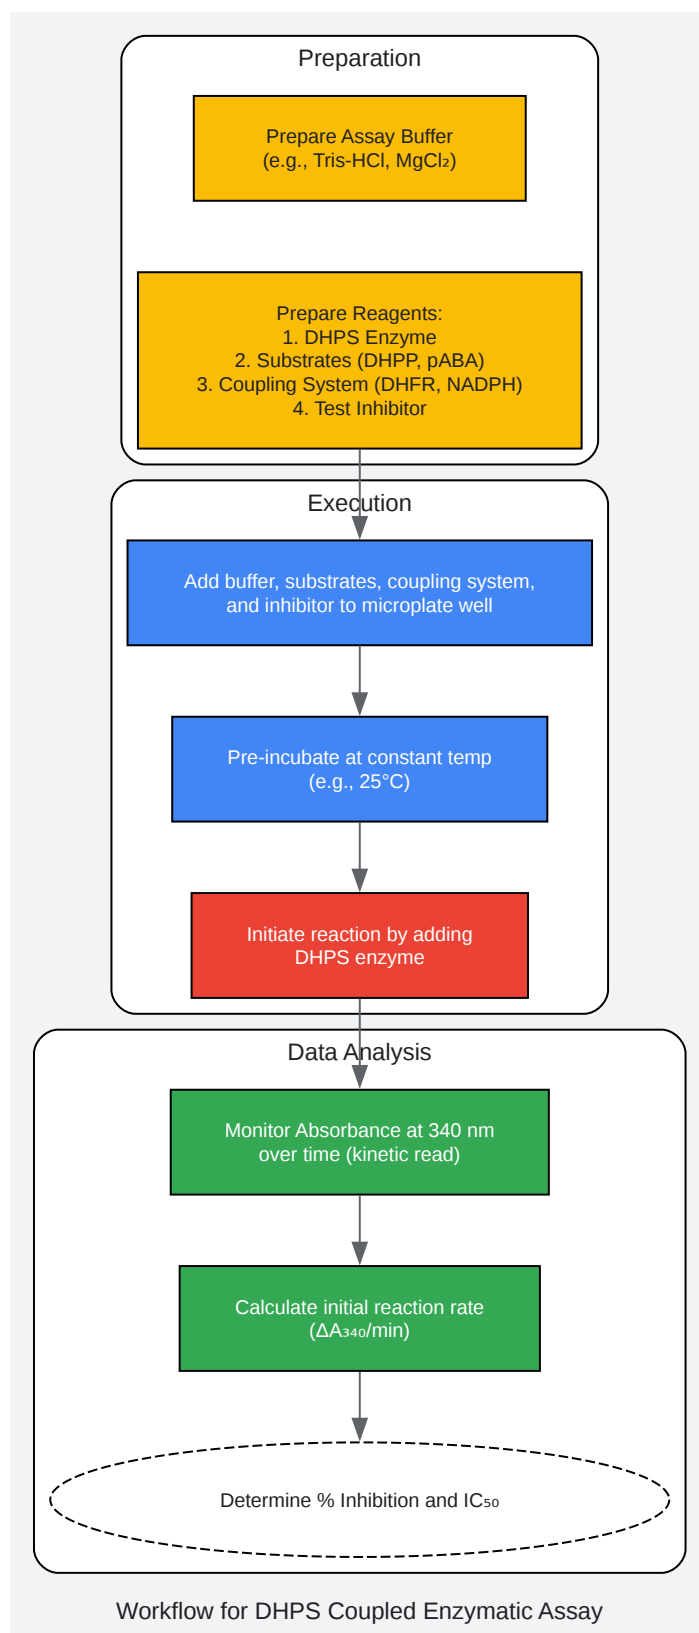 Preparation
Prepare Assay Buffer
(e.g., Tris-HCl, MgCl₂)
Prepare Reagents:
1. DHPS Enzyme
2. Substrates (DHPP, pABA)
3. Coupling System (DHFR, NADPH)
4. Test Inhibitor
Execution
Add buffer, substrates, coupling system,
and inhibitor to microplate well
Pre-incubate at constant temp
(e.g., 25°C)
Initiate reaction by adding
DHPS enzyme
Data Analysis
Monitor Absorbance at 340 nm
over time (kinetic read)
Calculate initial reaction rate
(ΔA₃₄₀/min)
Determine % Inhibition and IC₅₀
Workflow for DHPS Coupled Enzymatic Assay